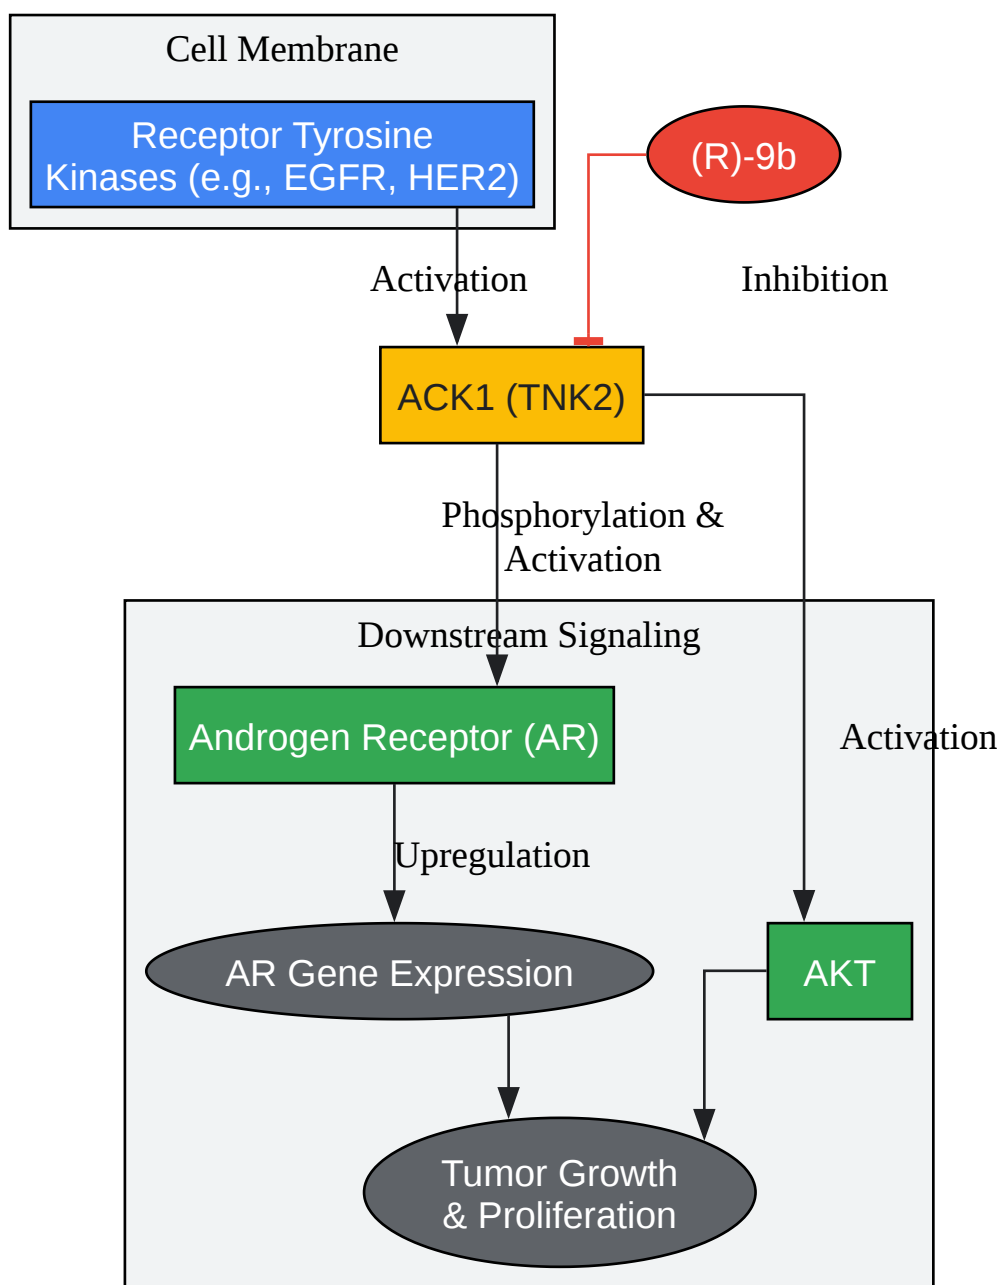 Cell Membrane
Receptor Tyrosine
Kinases (e.g., EGFR, HER2)
(R)-9b
Activation
Inhibition
ACK1 (TNK2)
Phosphorylation &
Activation
Downstream Signaling
Androgen Receptor (AR)
Activation
Upregulation
AR Gene Expression
AKT
Tumor Growth
& Proliferation